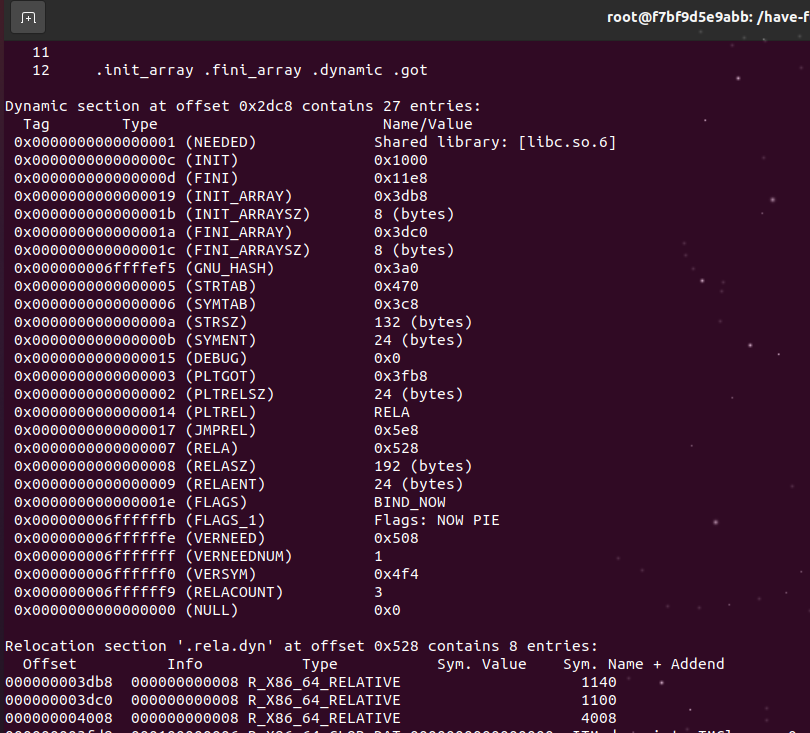 root@f7bf9d5e9abb: /have-f
11
12 .init_array .fini_array .dynamic .got
Dynamic section at offset 0x2dc8 contains 27 entries:
Tag Type Name/Value
0x0000000000000001 (NEEDED) Shared library: [libc.so.6]
0x000000000000000c (INIT) 0x1000
0x000000000000000d (FINI) 0x11e8
0x0000000000000019 (INIT_ARRAY) 0x3db8
0x000000000000001b (INIT_ARRAYSZ) 8 (bytes)
0x000000000000001a (FINI_ARRAY) 0x3dc0
0x000000000000001c (FINI_ARRAYSZ) 8 (bytes)
0x000000006ffffef5 (GNU_HASH) 0x3a0
0x0000000000000005 (STRTAB) 0x470
0x0000000000000006 (SYMTAB) 0x3c8
0x000000000000000a (STRSZ) 132 (bytes)
0x000000000000000b (SYMENT) 24 (bytes)
0x0000000000000015 (DEBUG) 0x0
0x0000000000000003 (PLTGOT) 0x3fb8
0x0000000000000002 (PLTRELSZ) 24 (bytes)
0x0000000000000014 (PLTREL) RELA
0x0000000000000017 (JMPREL) 0x5e8
0x0000000000000007 (RELA) 0x528
0x0000000000000008 (RELASZ) 192 (bytes)
0x0000000000000009 (RELAENT) 24 (bytes)
0x000000000000001e (FLAGS) BIND_NOW
0x000000006ffffffb (FLAGS_1) Flags: NOW PIE
0x000000006ffffffe (VERNEED) 0x508
0x000000006fffffff (VERNEEDNUM) 1
0x000000006ffffff0 (VERSYM) 0x4f4
0x000000006ffffff9 (RELACOUNT) 3
0x0000000000000000 (NULL) 0x0
Relocation section '.rela.dyn' at offset 0x528 contains 8 entries:
Offset Info Type Sym. Value Sym. Name + Addend
000000003db8 000000000008 R_X86_64_RELATIVE 1140
000000003dc0 000000000008 R_X86_64_RELATIVE 1100
000000004008 000000000008 R_X86_64_RELATIVE 4008